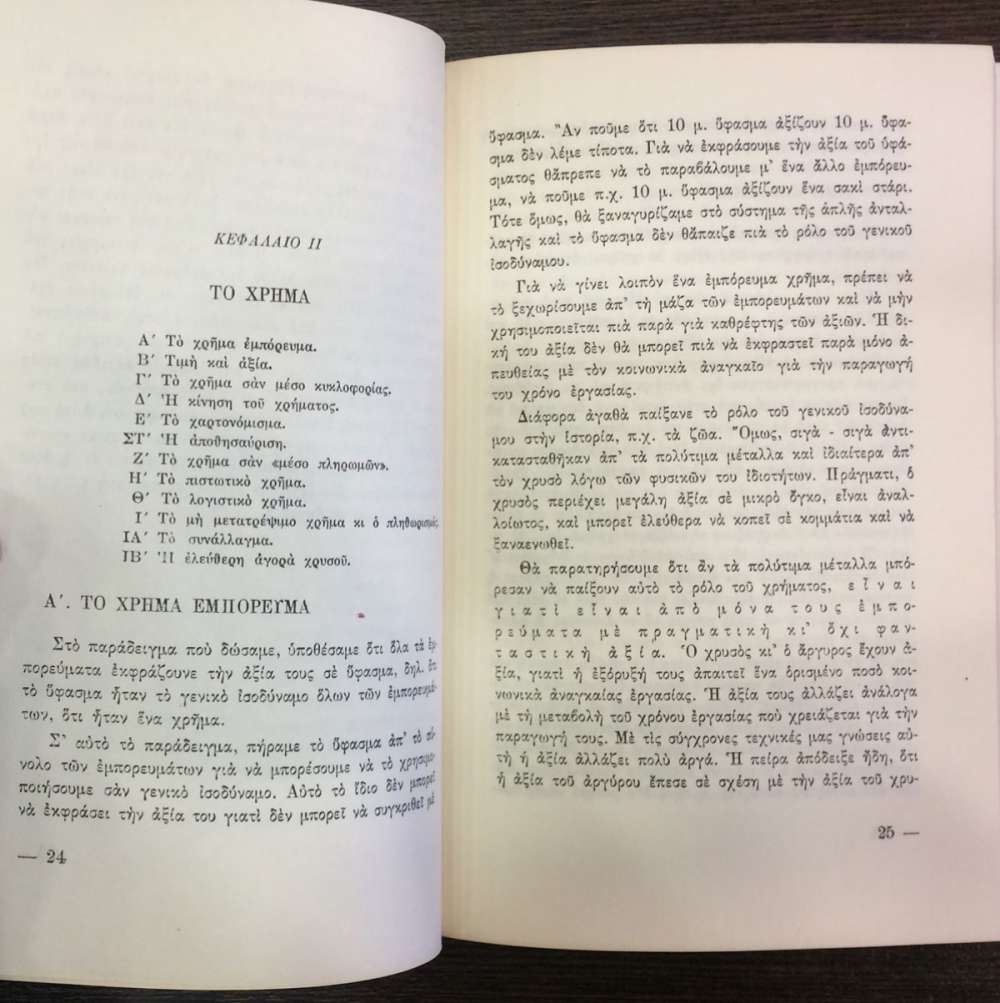 ΚΕΦΑΛΑΙΟ ΙΙ
ΤΟ ΧΡΗΜΑ
Α΄ Τὸ χρῆμα ἐμπόρευμα.
Β΄ Τιμὴ καὶ ἀξία.
Γ΄ Τὸ χρῆμα σὰν μέσο κυκλοφορίας.
Δ΄ Ἡ κίνηση τοῦ χρήματος.
Ε΄ Τὸ χαρτονόμισμα.
ΣΤ΄ Ἡ ἀποθησαύριση.
Ζ΄ Τὸ χρῆμα σὰν «μέσο πληρωμῶν».
Η΄ Τὸ πιστωτικὸ χρῆμα.
Θ΄ Τὸ λογιστικὸ χρῆμα.
Ι΄ Τὸ μὴ μετατρέψιμο χρῆμα κι ὁ πληθωρισμός.
ΙΑ΄ Τὸ συνάλλαγμα.
ΙΒ΄ Ἡ ἐλεύθερη ἀγορὰ χρυσοῦ.
Α΄. ΤΟ ΧΡΗΜΑ ΕΜΠΟΡΕΥΜΑ
Στὸ παράδειγμα ποὺ δώσαμε, ὑποθέσαμε ὅτι ὅλα τὰ ἐμ-
πορεύματα ἐκφράζουνε τὴν ἀξία τους σὲ ὕφασμα, δηλ. ὅτι
τὸ ὕφασμα ἦταν τὸ γενικὸ ἰσοδύναμο ὅλων τῶν ἐμπορευμά-
των, ὅτι ἦταν ἕνα χρῆμα.
Σ' αὐτὸ τὸ παράδειγμα, πήραμε τὸ ὕφασμα ἀπ' τὸ σύ-
νολο τῶν ἐμπορευμάτων γιὰ νὰ μπορέσουμε νὰ τὸ χρησιμο-
ποιήσουμε σὰν γενικὸ ἰσοδύναμο. Αὐτὸ τὸ ἴδιο δὲν μπορεῖ
νὰ ἐκφράσει τὴν ἀξία του γιατὶ δὲν μπορεῖ νὰ συγκριθεῖ μὲ
— 24
ὕφασμα. Ἂν ποῦμε ὅτι 10 μ. ὕφασμα ἀξίζουν 10 μ. ὕφα-
σμα δὲν λέμε τίποτα. Γιὰ νὰ ἐκφράσουμε τὴν ἀξία τοῦ ὑφά-
σματος θἄπρεπε νὰ τὸ παραβάλουμε μ' ἕνα ἄλλο ἐμπόρευ-
μα, νὰ ποῦμε π.χ. 10 μ. ὕφασμα ἀξίζουν ἕνα σακὶ στάρι.
Τότε ὅμως, θὰ ξαναγυρίζαμε στὸ σύστημα τῆς ἁπλῆς ἀνταλ-
λαγῆς καὶ τὸ ὕφασμα δὲν θἄπαιζε πιὰ τὸ ρόλο τοῦ γενικοῦ
ἰσοδύναμου.
Γιὰ νὰ γίνει λοιπὸν ἕνα ἐμπόρευμα χρῆμα, πρέπει νὰ
τὸ ξεχωρίσουμε ἀπ' τὴ μάζα τῶν ἐμπορευμάτων καὶ νὰ μὴν
χρησιμοποιεῖται πιὰ παρὰ γιὰ καθρέφτης τῶν ἀξιῶν. Ἡ δι-
κή του ἀξία δὲν θὰ μπορεῖ πιὰ νὰ ἐκφραστεῖ παρὰ μόνο ἀ-
πευθείας μὲ τὸν κοινωνικὰ ἀναγκαῖο γιὰ τὴν παραγωγή
του χρόνο ἐργασίας.
Διάφορα ἀγαθὰ παίξανε τὸ ρόλο τοῦ γενικοῦ ἰσοδύνα-
μου στὴν ἱστορία, π.χ. τὰ ζῶα. Ὅμως, σιγὰ - σιγὰ ἀντι-
κατασταθῆκαν ἀπ' τὰ πολύτιμα μέταλλα καὶ ἰδιαίτερα ἀπ'
τὸν χρυσὸ λόγω τῶν φυσικῶν του ἰδιοτήτων. Πράγματι, ὁ
χρυσὸς περιέχει μεγάλη ἀξία σὲ μικρὸ ὄγκο, εἶναι ἀναλ-
λοίωτος, καὶ μπορεῖ ἐλεύθερα νὰ κοπεῖ σὲ κομμάτια καὶ νὰ
ξαναενωθεῖ.
Θὰ παρατηρήσουμε ὅτι ἂν τὰ πολύτιμα μέταλλα μπό-
ρεσαν νὰ παίξουν αὐτὸ τὸ ρόλο τοῦ χρήματος, εἶναι
γιατὶ εἶναι ἀπὸ μόνα τους ἐμπο-
ρεύματα μὲ πραγματικὴ κι' ὄχι φαν-
ταστικὴ ἀξία. Ὁ χρυσὸς κι' ὁ ἄργυρος ἔχουν ἀ-
ξία, γιατὶ ἡ ἐξόρυξή τους ἀπαιτεῖ ἕνα ὁρισμένο ποσὸ κοι-
νωνικὰ ἀναγκαίας ἐργασίας. Ἡ ἀξία τους ἀλλάζει ἀνάλογα
μὲ τὴ μεταβολὴ τοῦ χρόνου ἐργασίας ποὺ χρειάζεται γιὰ τὴν
παραγωγή τους. Μὲ τὶς σύγχρονες τεχνικές μας γνώσεις αὐ-
τὴ ἡ ἀξία ἀλλάζει πολὺ ἀργά. Ἡ πείρα ἀπόδειξε ἤδη, ὅτι
ἡ ἀξία τοῦ ἀργύρου ἔπεσε σὲ σχέση μὲ τὴν ἀξία τοῦ χρυ-
25 —